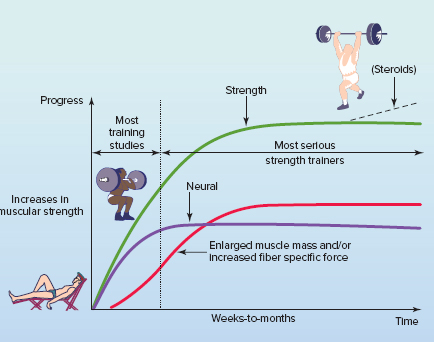 (Steroids)
Strength
Progress
Most
training
studies
Most serious
strength trainers
Neural
Increases in
muscular strength
Enlarged muscle mass and/or
increased fiber specific force
Weeks-to-months
Time